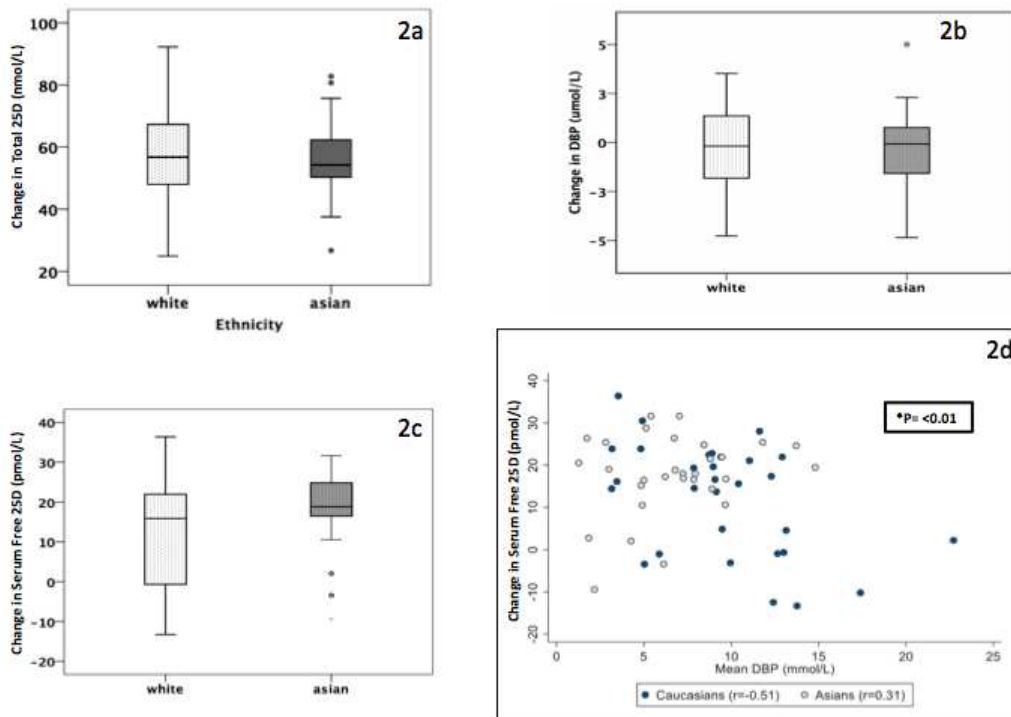 2a
Change in Total 25D (nmol/L)
100
80
60
40
20
white asian
Ethnicity
2b
Change in DBP (umol/L)
5
3
0
-3
-5
white asian
2c
Change in Serum Free 25D (pmol/L)
40
30
20
10
0
-10
-20
white asian
2d
Change in Serum Free 25D (pmol/L)
40
30
20
10
0
-10
-20
*P= <0.01
0 5 10 15 20 25
Mean DBP (mmol/L)
Caucasians (r=-0.51) Asians (r=0.31)